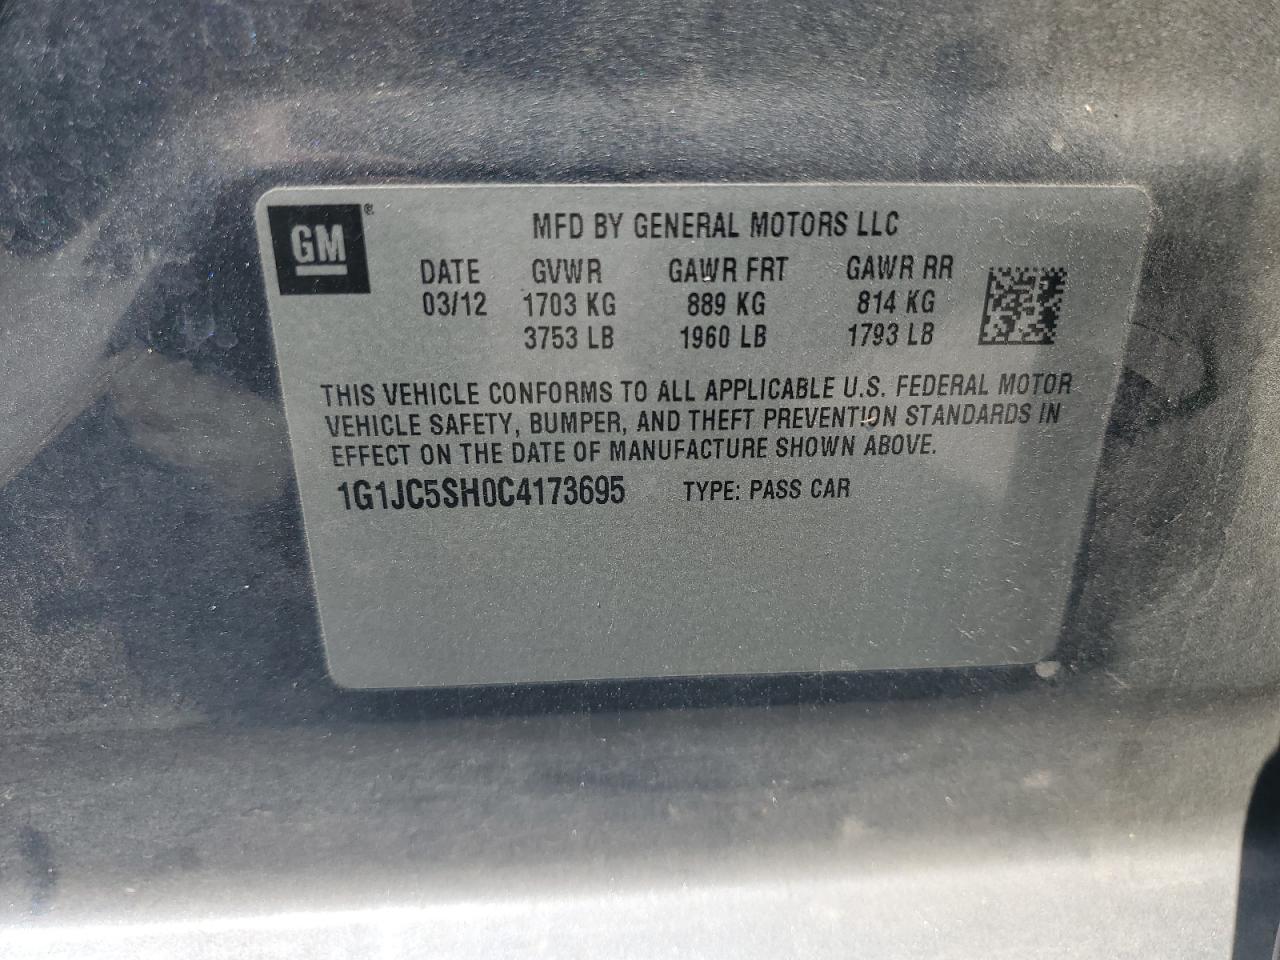 GM®
MFD BY GENERAL MOTORS LLC
DATE GVWR GAWR FRT GAWR RR
03/12 1703 KG 889 KG 814 KG
3753 LB 1960 LB 1793 LB
THIS VEHICLE CONFORMS TO ALL APPLICABLE U.S. FEDERAL MOTOR
VEHICLE SAFETY, BUMPER, AND THEFT PREVENTION STANDARDS IN
EFFECT ON THE DATE OF MANUFACTURE SHOWN ABOVE.
1G1JC5SH0C4173695 TYPE: PASS CAR